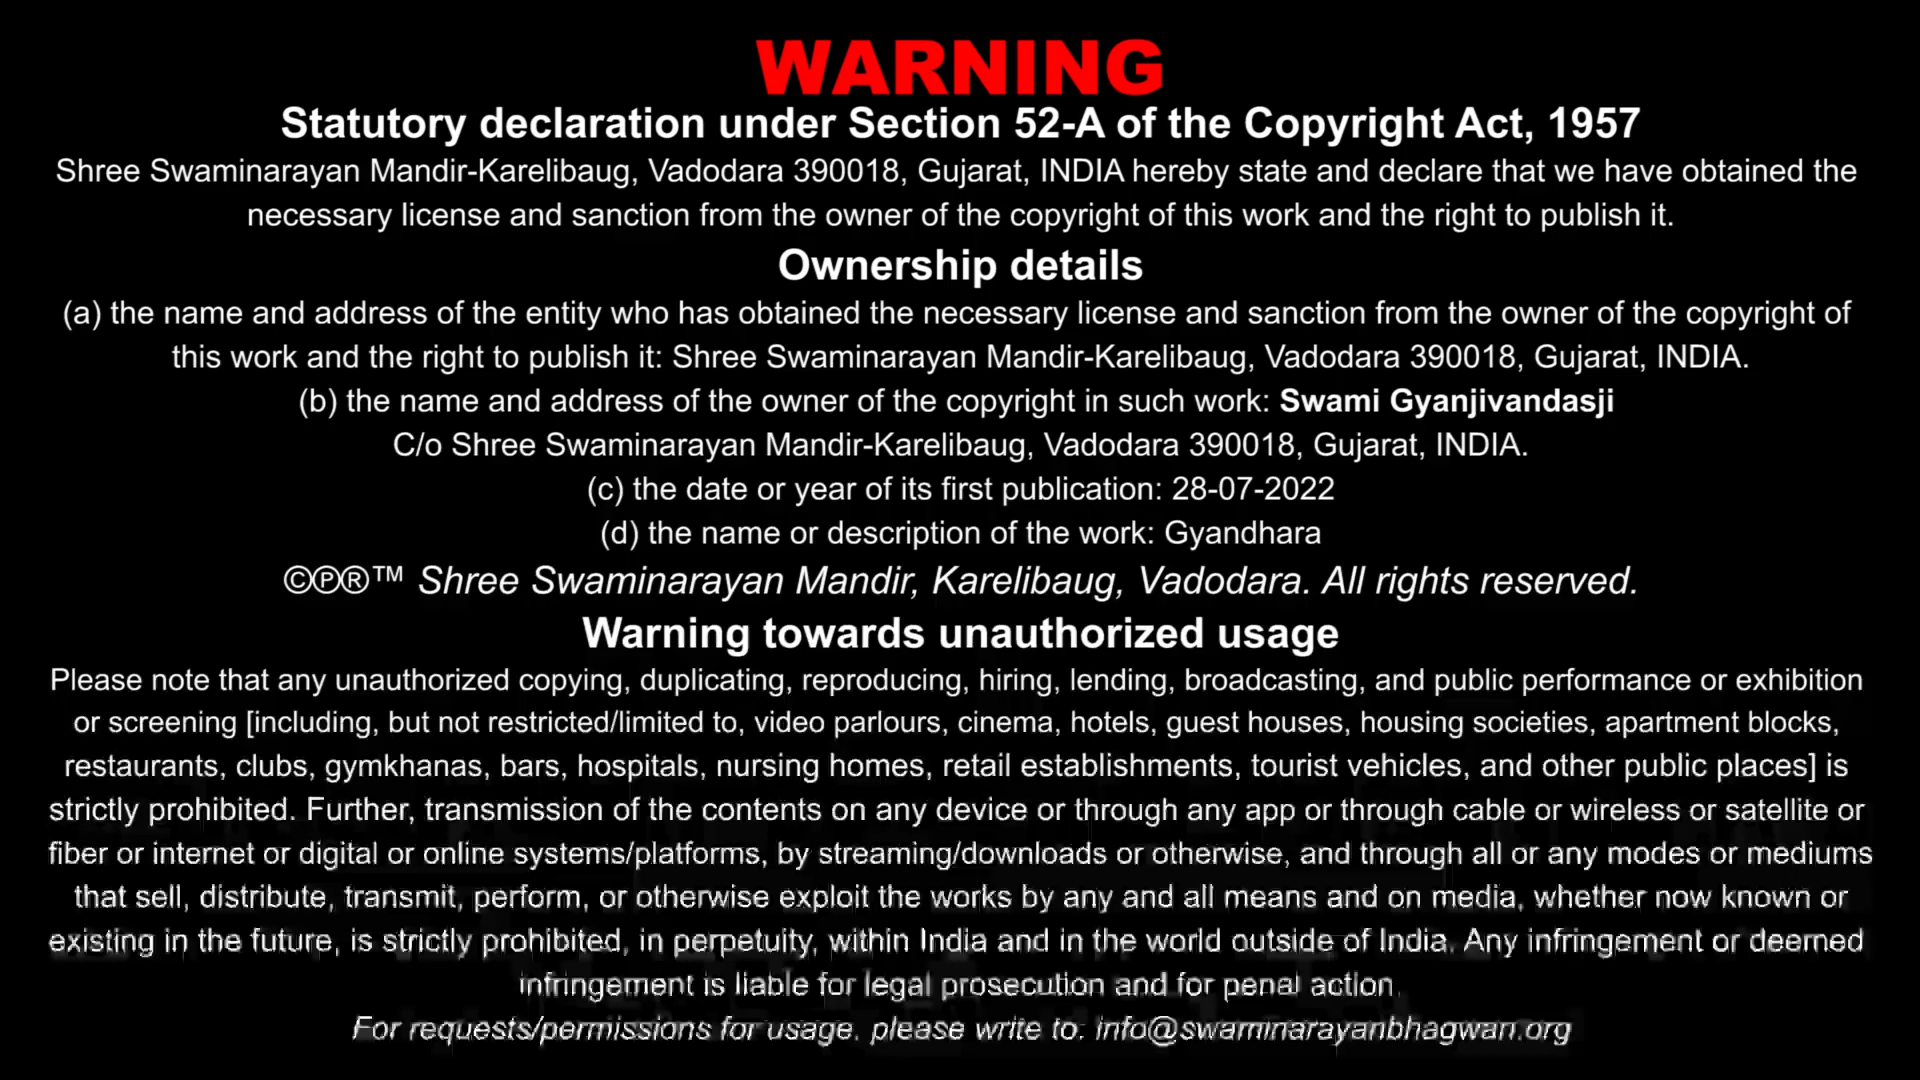 WARNING
Statutory declaration under Section 52-A of the Copyright Act, 1957
Shree Swaminarayan Mandir-Karelibaug, Vadodara 390018, Gujarat, INDIA hereby state and declare that we have obtained the
necessary license and sanction from the owner of the copyright of this work and the right to publish it.
Ownership details
(a) the name and address of the entity who has obtained the necessary license and sanction from the owner of the copyright of
this work and the right to publish it: Shree Swaminarayan Mandir-Karelibaug, Vadodara 390018, Gujarat, INDIA.
(b) the name and address of the owner of the copyright in such work: Swami Gyanjivandasji
C/o Shree Swaminarayan Mandir-Karelibaug, Vadodara 390018, Gujarat, INDIA.
(c) the date or year of its first publication: 28-07-2022
(d) the name or description of the work: Gyandhara
©℗®™ Shree Swaminarayan Mandir, Karelibaug, Vadodara. All rights reserved.
Warning towards unauthorized usage
Please note that any unauthorized copying, duplicating, reproducing, hiring, lending, broadcasting, and public performance or exhibition
or screening [including, but not restricted/limited to, video parlours, cinema, hotels, guest houses, housing societies, apartment blocks,
restaurants, clubs, gymkhanas, bars, hospitals, nursing homes, retail establishments, tourist vehicles, and other public places] is
strictly prohibited. Further, transmission of the contents on any device or through any app or through cable or wireless or satellite or
fiber or internet or digital or online systems/platforms, by streaming/downloads or otherwise, and through all or any modes or mediums
that sell, distribute, transmit, perform, or otherwise exploit the works by any and all means and on media, whether now known or
existing in the future, is strictly prohibited, in perpetuity, within India and in the world outside of India. Any infringement or deemed
infringement is liable for legal prosecution and for penal action.
For requests/permissions for usage, please write to: info@swaminarayanbhagwan.org